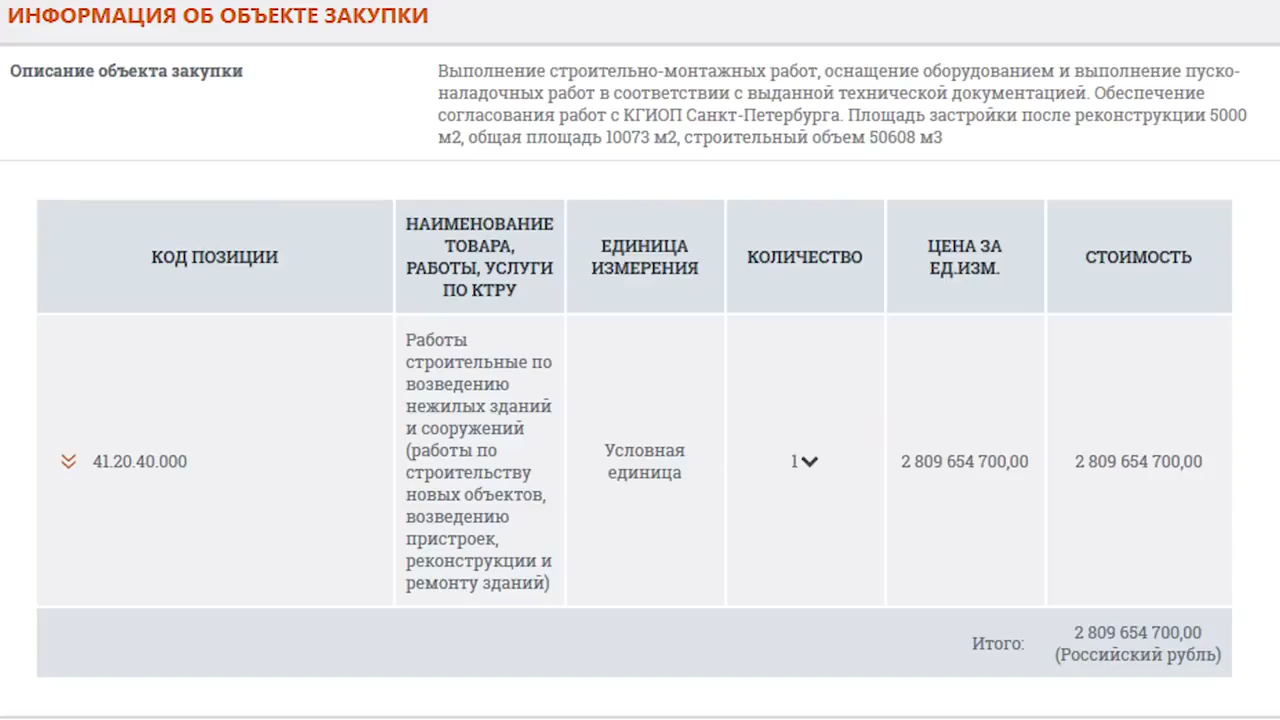 ИНФОРМАЦИЯ ОБ ОБЪЕКТЕ ЗАКУПКИ
Описание объекта закупки
Выполнение строительно-монтажных работ, оснащение оборудованием и выполнение пуско-
наладочных работ в соответствии с выданной технической документацией. Обеспечение
согласования работ с КГИОП Санкт-Петербурга. Площадь застройки после реконструкции 5000
м2, общая площадь 10073 м2, строительный объем 50608 м3
КОД ПОЗИЦИИ
НАИМЕНОВАНИЕ
ТОВАРА,
РАБОТЫ, УСЛУГИ
ПО КТРУ
ЕДИНИЦА
ИЗМЕРЕНИЯ
КОЛИЧЕСТВО
ЦЕНА ЗА
ЕД.ИЗМ.
СТОИМОСТЬ
41.20.40.000
Работы
строительные по
возведению
нежилых зданий
и сооружений
(работы по
строительству
новых объектов,
возведению
пристроек,
реконструкции и
ремонту зданий)
Условная
единица
1
2 809 654 700,00
2 809 654 700,00
Итого:
2 809 654 700,00
(Российский рубль)